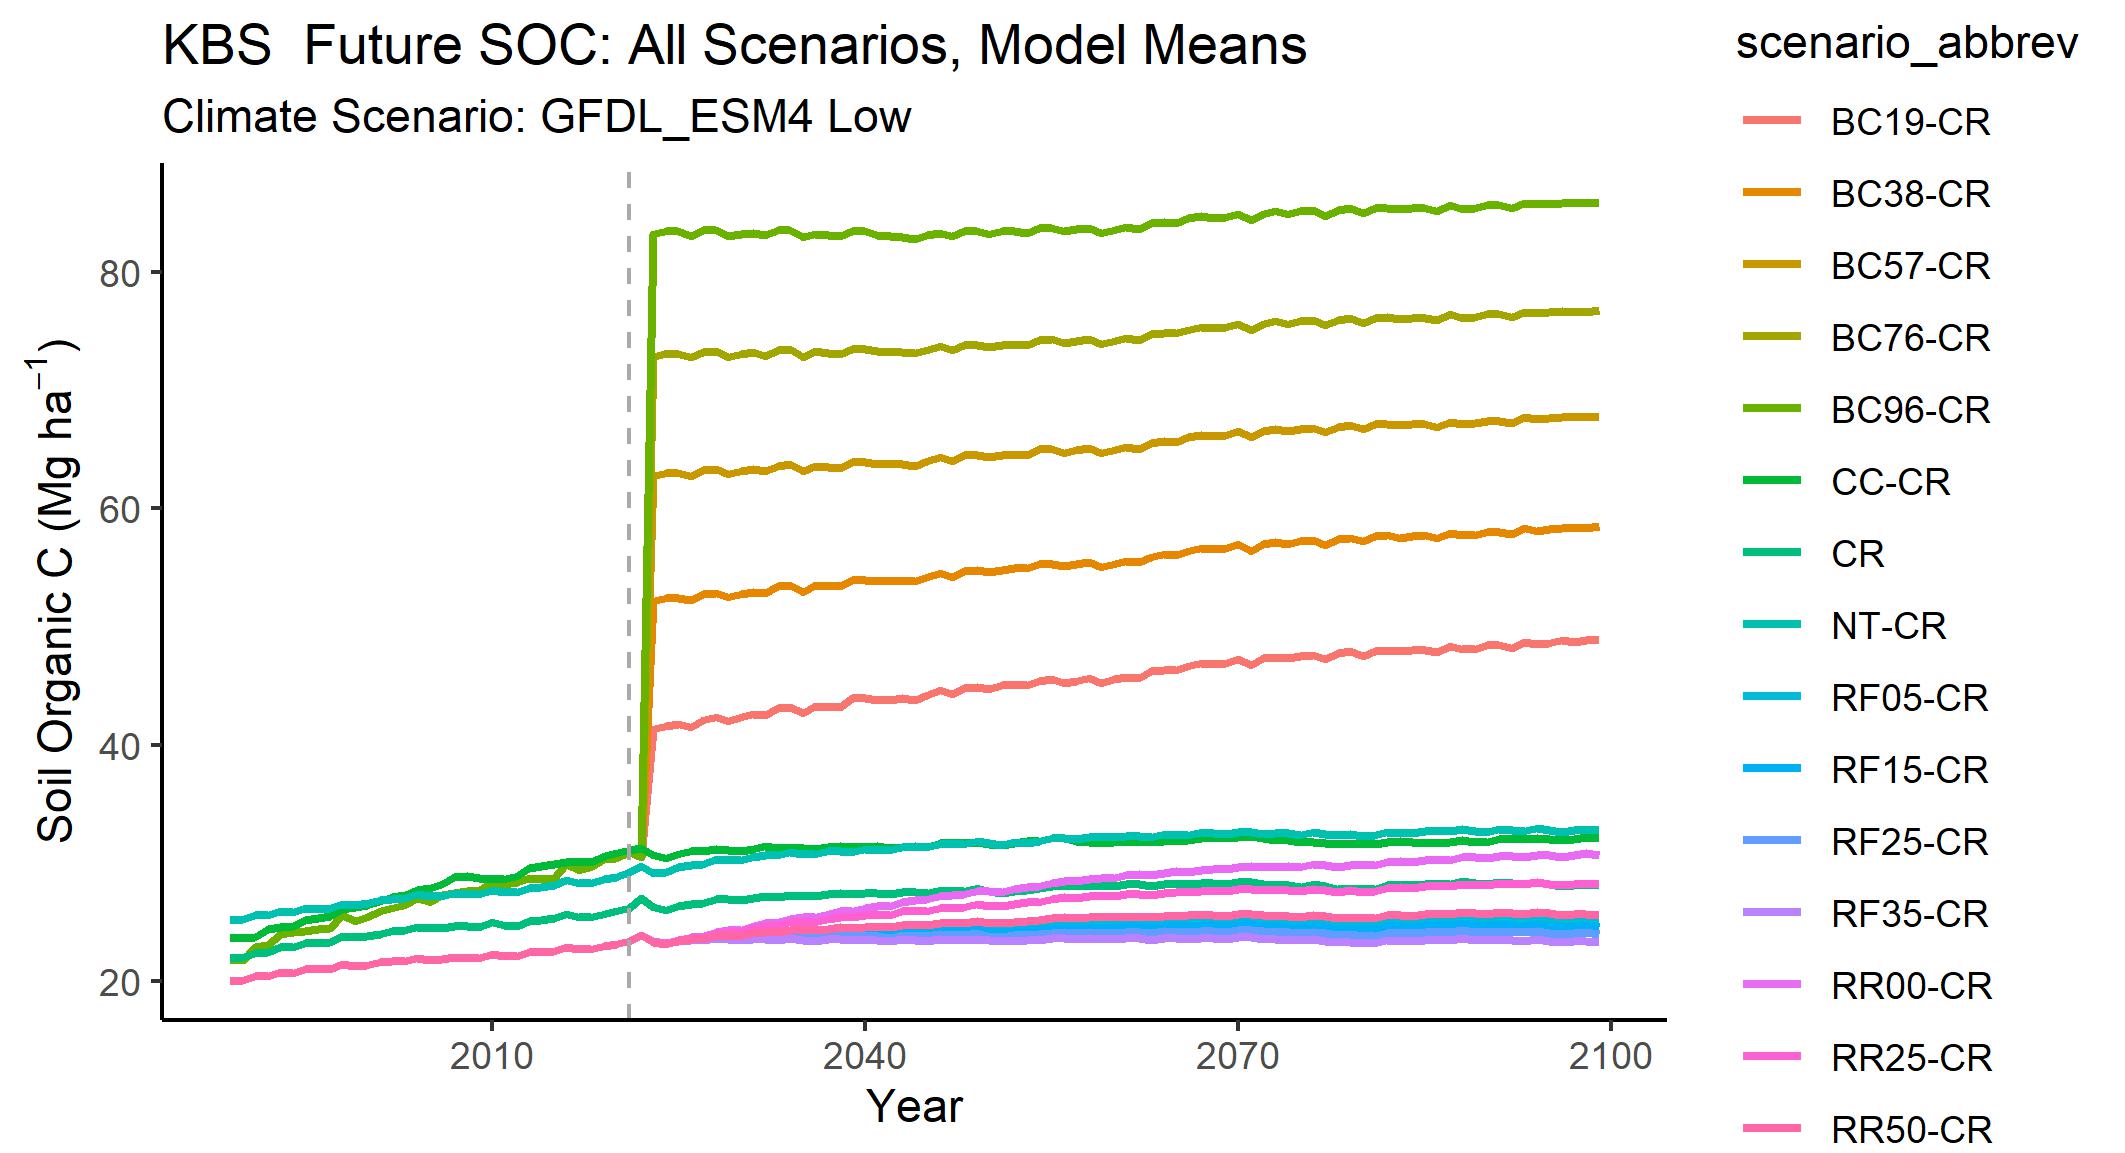 KBS  Future SOC: All Scenarios, Model Means
Climate Scenario: GFDL_ESM4 Low
Soil Organic C (Mg ha⁻¹)
80
60
40
20
2010
2040
2070
2100
Year
scenario_abbrev
BC19-CR
BC38-CR
BC57-CR
BC76-CR
BC96-CR
CC-CR
CR
NT-CR
RF05-CR
RF15-CR
RF25-CR
RF35-CR
RR00-CR
RR25-CR
RR50-CR